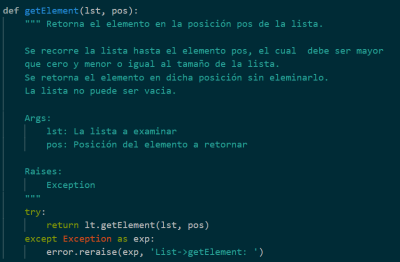 def getElement(lst, pos):
""" Retorna el elemento en la posición pos de la lista.
Se recorre la lista hasta el elemento pos, el cual  debe ser mayor
que cero y menor o igual al tamaño de la lista.
Se retorna el elemento en dicha posición sin eleminarlo.
La lista no puede ser vacia.
Args:
lst: La lista a examinar
pos: Posición del elemento a retornar
Raises:
Exception
"""
try:
return lt.getElement(lst, pos)
except Exception as exp:
error.reraise(exp, 'List->getElement: ')